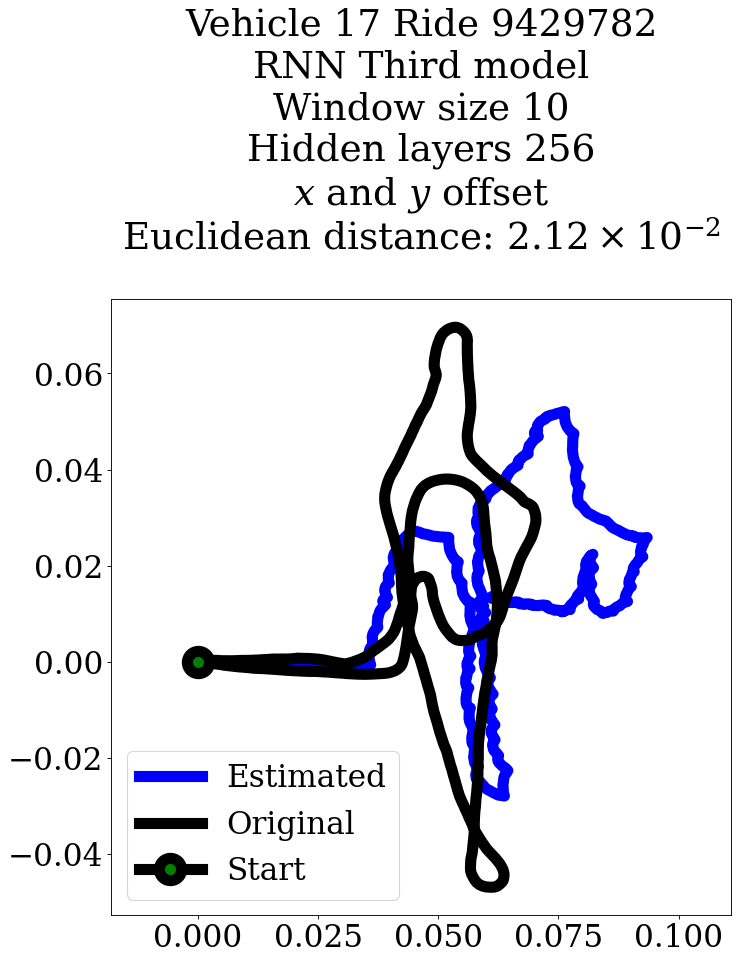 Vehicle 17 Ride 9429782
RNN Third model
Window size 10
Hidden layers 256
x and y offset
Euclidean distance: 2.12 × 10⁻²
0.06
0.04
0.02
0.00
−0.02
−0.04
Estimated
Original
Start
0.000 0.025 0.050 0.075 0.100